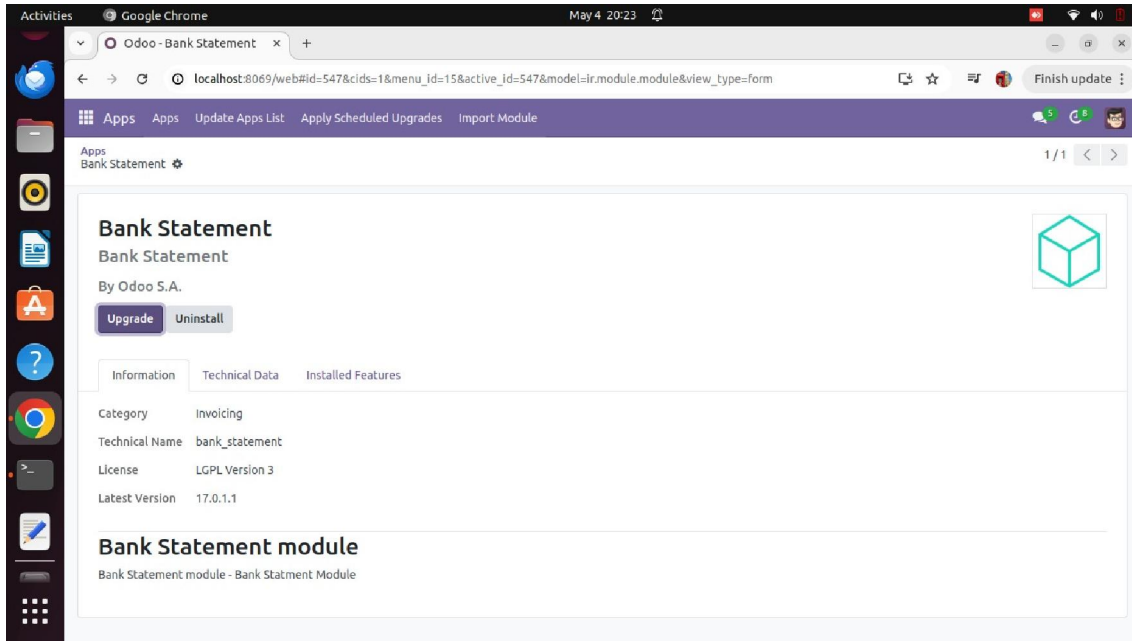 Activities Google Chrome May 4 20:23
Odoo - Bank Statement
localhost:8069/web#id=547&cids=1&menu_id=15&active_id=547&model=ir.module.module&view_type=form Finish update
Apps Apps Update Apps List Apply Scheduled Upgrades Import Module 5 8
Apps
Bank Statement 1 / 1
Bank Statement
Bank Statement
By Odoo S.A.
Upgrade Uninstall
Information Technical Data Installed Features
Category Invoicing
Technical Name bank_statement
License LGPL Version 3
Latest Version 17.0.1.1
Bank Statement module
Bank Statement module - Bank Statment Module